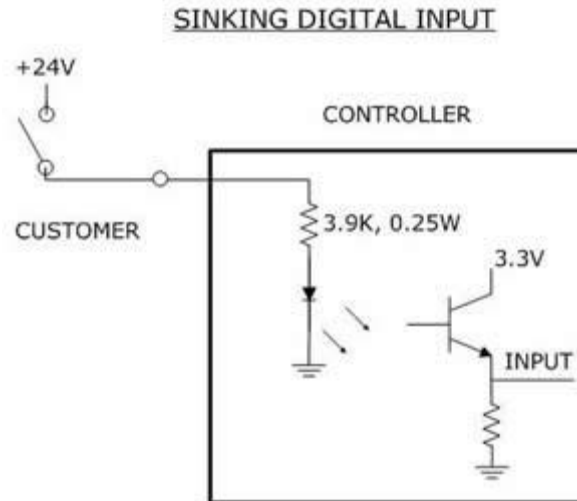 SINKING DIGITAL INPUT
+24V
CONTROLLER
3.9K, 0.25W
CUSTOMER
3.3V
INPUT